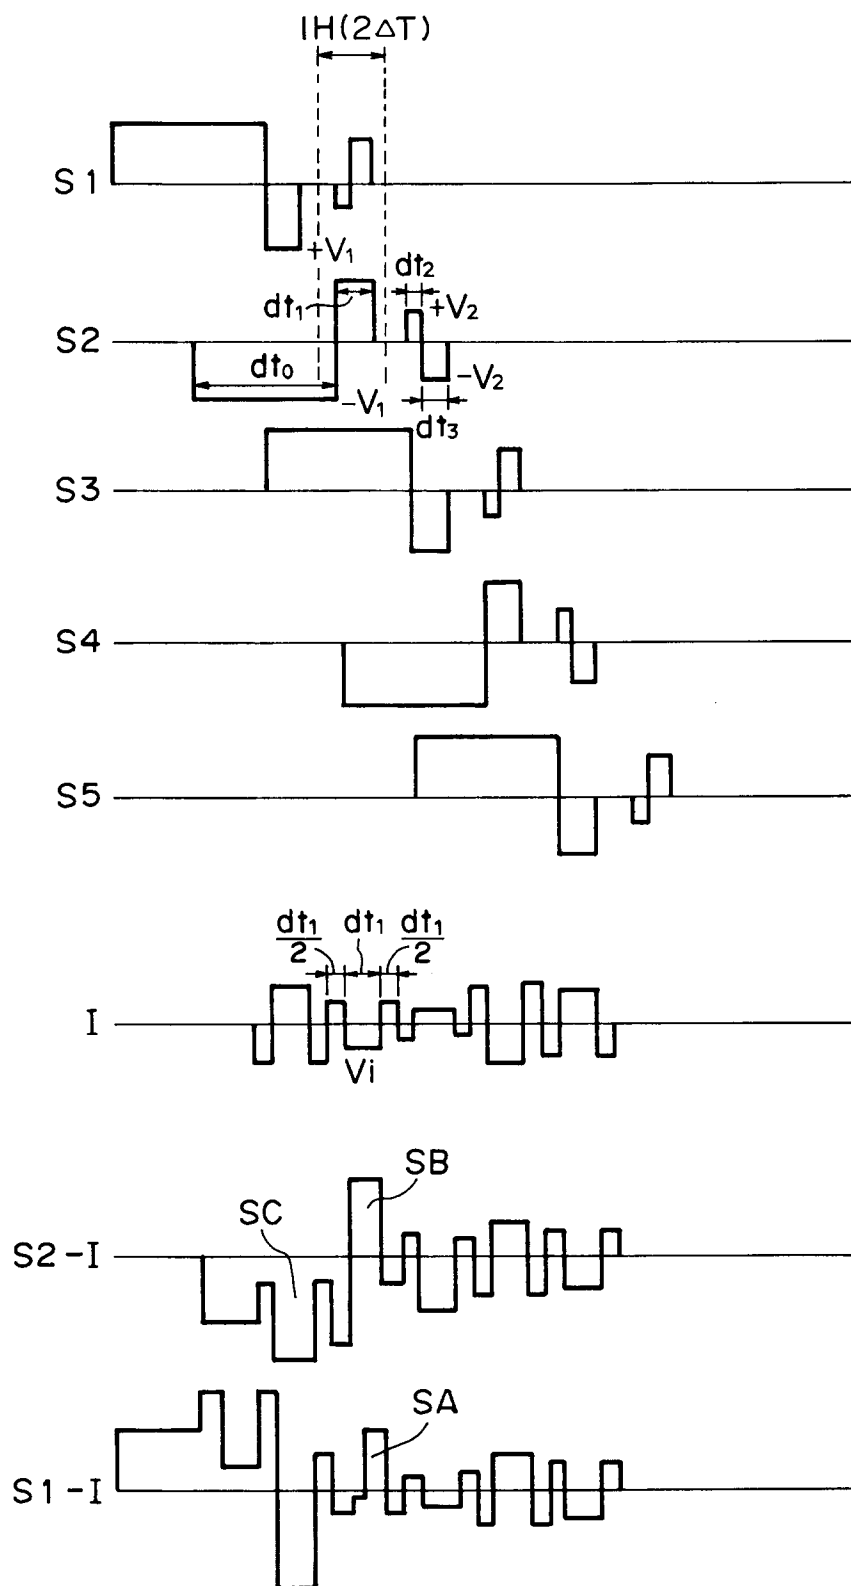 1H(2ΔT)
S1
+V₁
dt₂
dt₁
+V₂
S2
dt₀
-V₁
-V₂
dt₃
S3
S4
S5
dt₁/2 dt₁ dt₁/2
I
Vi
SB
SC
S2-I
SA
S1-I